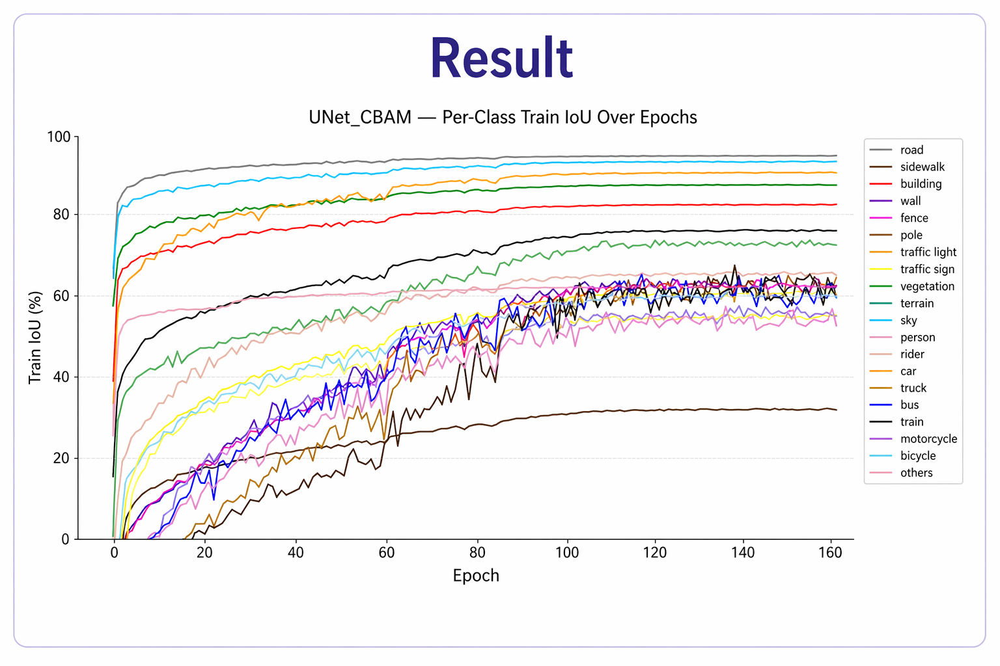 Result
UNet_CBAM — Per-Class Train IoU Over Epochs
100
80
60
40
20
0
Train IoU (%)
0 20 40 60 80 100 120 140 160
Epoch
road
sidewalk
building
wall
fence
pole
traffic light
traffic sign
vegetation
terrain
sky
person
rider
car
truck
bus
train
motorcycle
bicycle
others